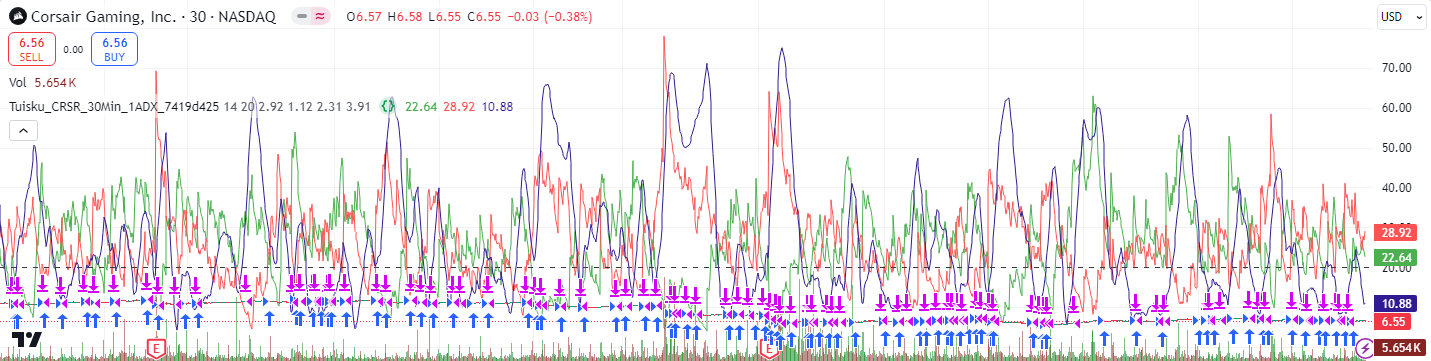 Corsair Gaming, Inc. · 30 · NASDAQ O6.57 H6.58 L6.55 C6.55 −0.03 (−0.38%)
USD
6.56 SELL
0.00
6.56 BUY
Vol 5.654K
Tuisku_CRSR_30Min_1ADX_7419d425 14 20 2.92 1.12 2.31 3.91 22.64 28.92 10.88
70.00
60.00
50.00
40.00
28.92
22.64
20.00
10.88
6.55
5.654K
E
E